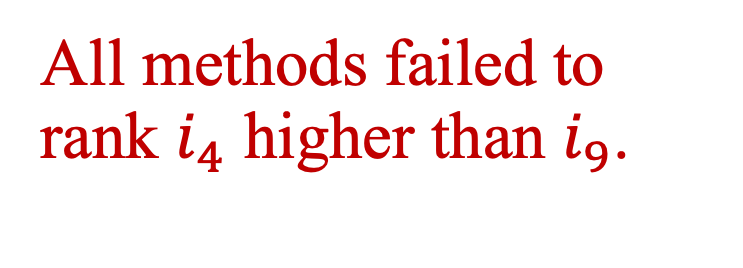 All methods failed to
rank i₄ higher than i₉.